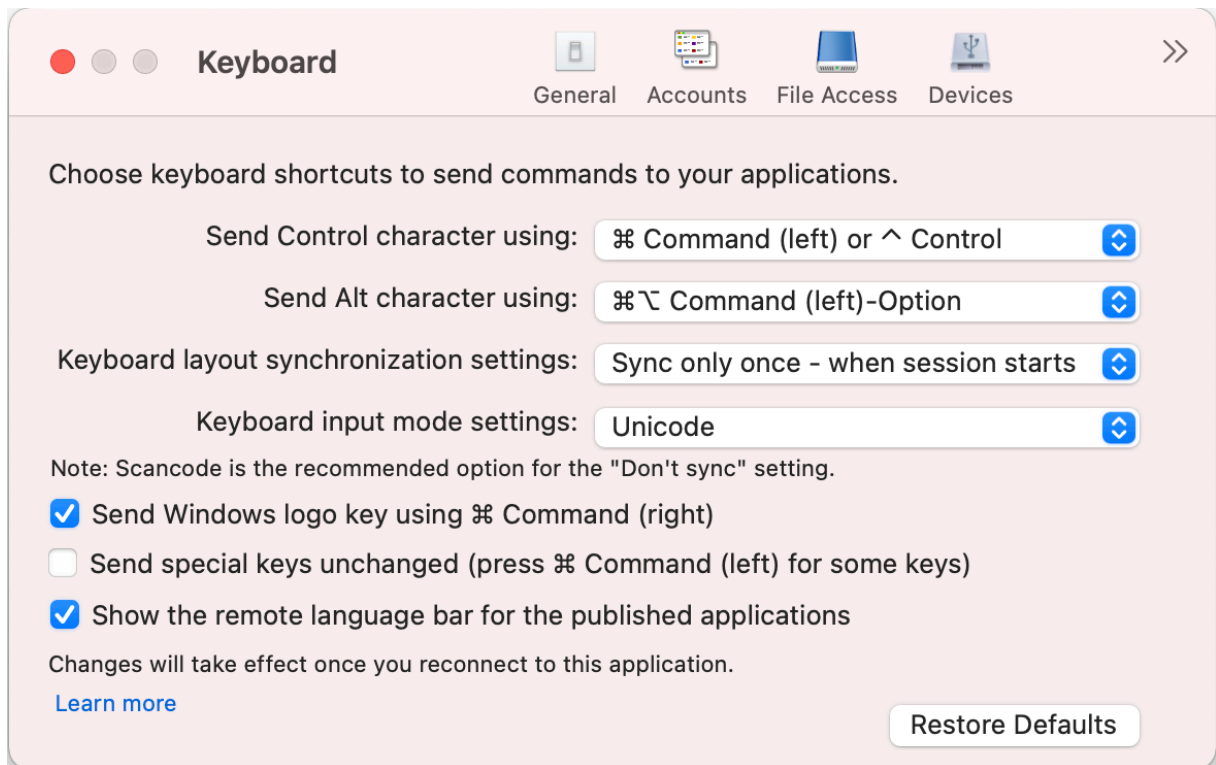 Keyboard
General Accounts File Access Devices
Choose keyboard shortcuts to send commands to your applications.
Send Control character using: ⌘ Command (left) or ^ Control
Send Alt character using: ⌘⌥ Command (left)-Option
Keyboard layout synchronization settings: Sync only once - when session starts
Keyboard input mode settings: Unicode
Note: Scancode is the recommended option for the "Don't sync" setting.
Send Windows logo key using ⌘ Command (right)
Send special keys unchanged (press ⌘ Command (left) for some keys)
Show the remote language bar for the published applications
Changes will take effect once you reconnect to this application.
Learn more
Restore Defaults